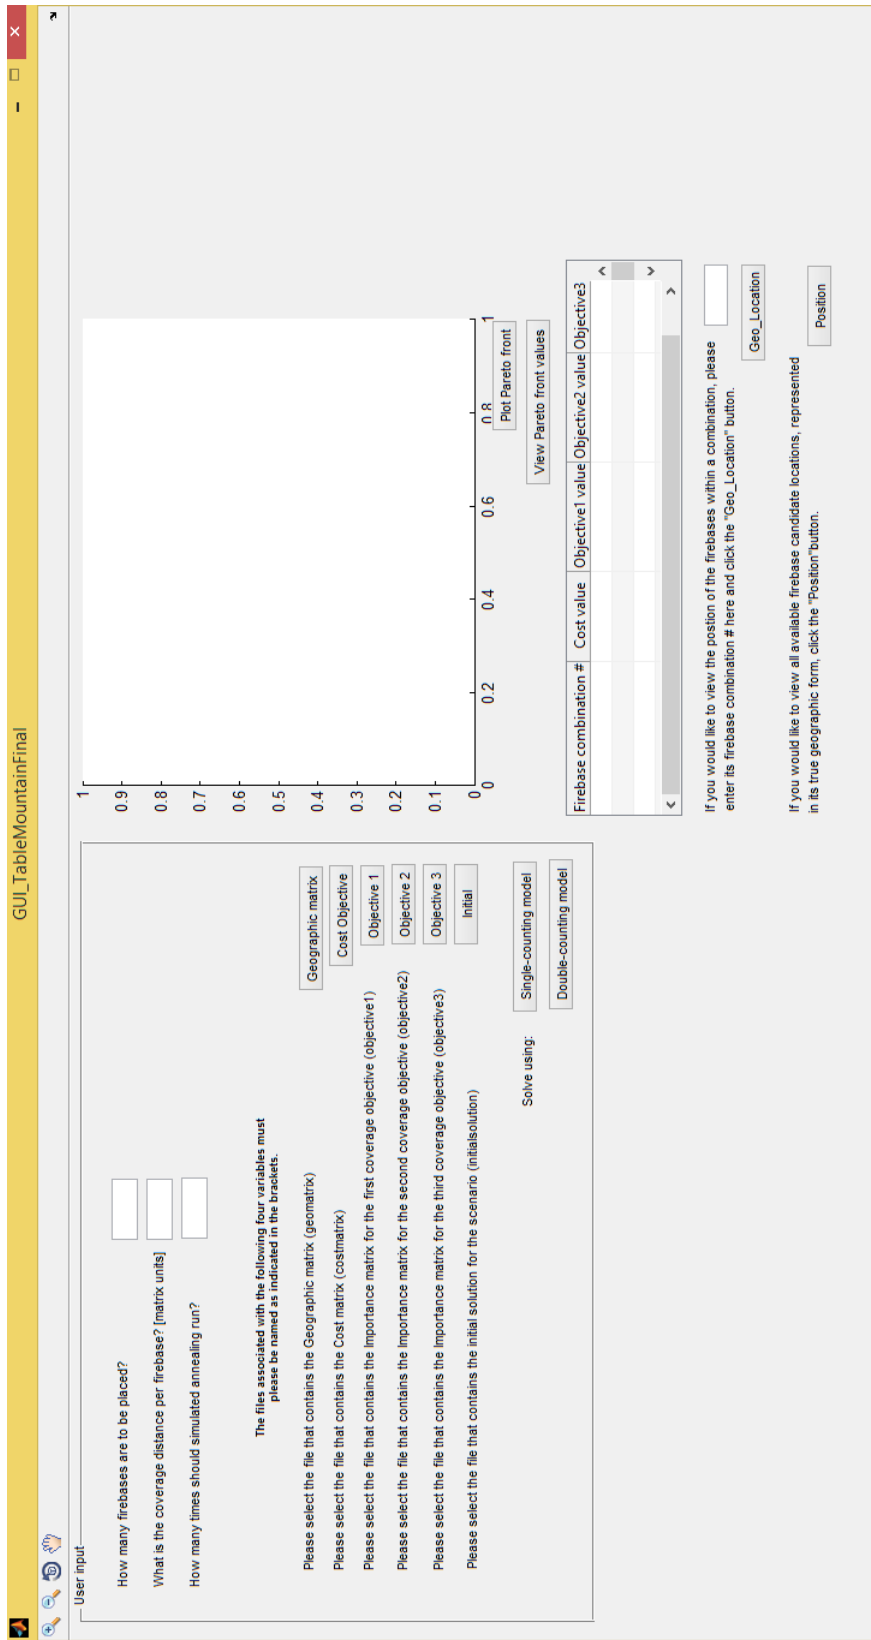 GUI_TableMountainFinal
User input
How many firebases are to be placed?
What is the coverage distance per firebase? [matrix units]
How many times should simulated annealing run?
The files associated with the following four variables must
please be named as indicated in the brackets.
Please select the file that contains the Geographic matrix (geomatrix)
Geographic matrix
Please select the file that contains the Cost matrix (costmatrix)
Cost Objective
Please select the file that contains the Importance matrix for the first coverage objective (objective1)
Objective 1
Please select the file that contains the Importance matrix for the second coverage objective (objective2)
Objective 2
Please select the file that contains the Importance matrix for the third coverage objective (objective3)
Objective 3
Please select the file that contains the initial solution for the scenario (initialsolution)
Initial
Solve using:
Single-counting model
Double-counting model
1
0.9
0.8
0.7
0.6
0.5
0.4
0.3
0.2
0.1
0
0 0.2 0.4 0.6 0.8 1
Plot Pareto front
View Pareto front values
Firebase combination # Cost value Objective1 value Objective2 value Objective3
If you would like to view the postion of the firebases within a combination, please
enter its firebase combination # here and click the "Geo_Location" button.
Geo_Location
If you would like to view all available firebase candidate locations, represented
in its true geographic form, click the "Position"button.
Position